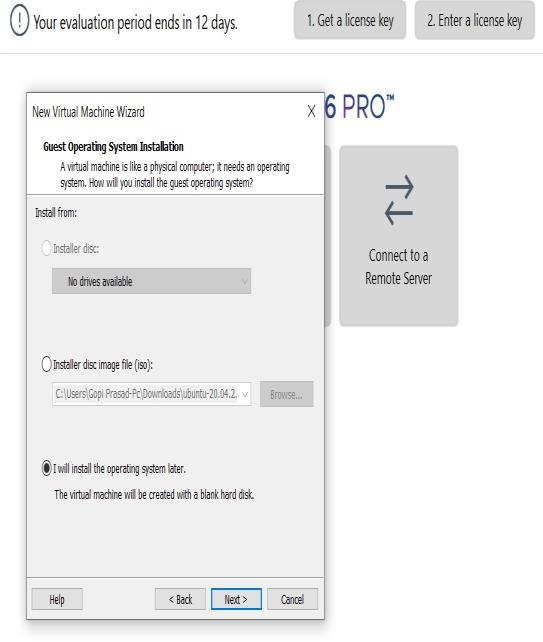 Your evaluation period ends in 12 days.
1. Get a license key
2. Enter a license key
6 PRO™
New Virtual Machine Wizard
X
Guest Operating System Installation
A virtual machine is like a physical computer; it needs an operating
system. How will you install the guest operating system?
Install from:
Installer disc:
No drives available
Installer disc image file (iso):
C:\Users\Gopi Prasad-Pc\Downloads\ubuntu-20.04.2.
Browse...
I will install the operating system later.
The virtual machine will be created with a blank hard disk.
Help
< Back
Next >
Cancel
Connect to a
Remote Server